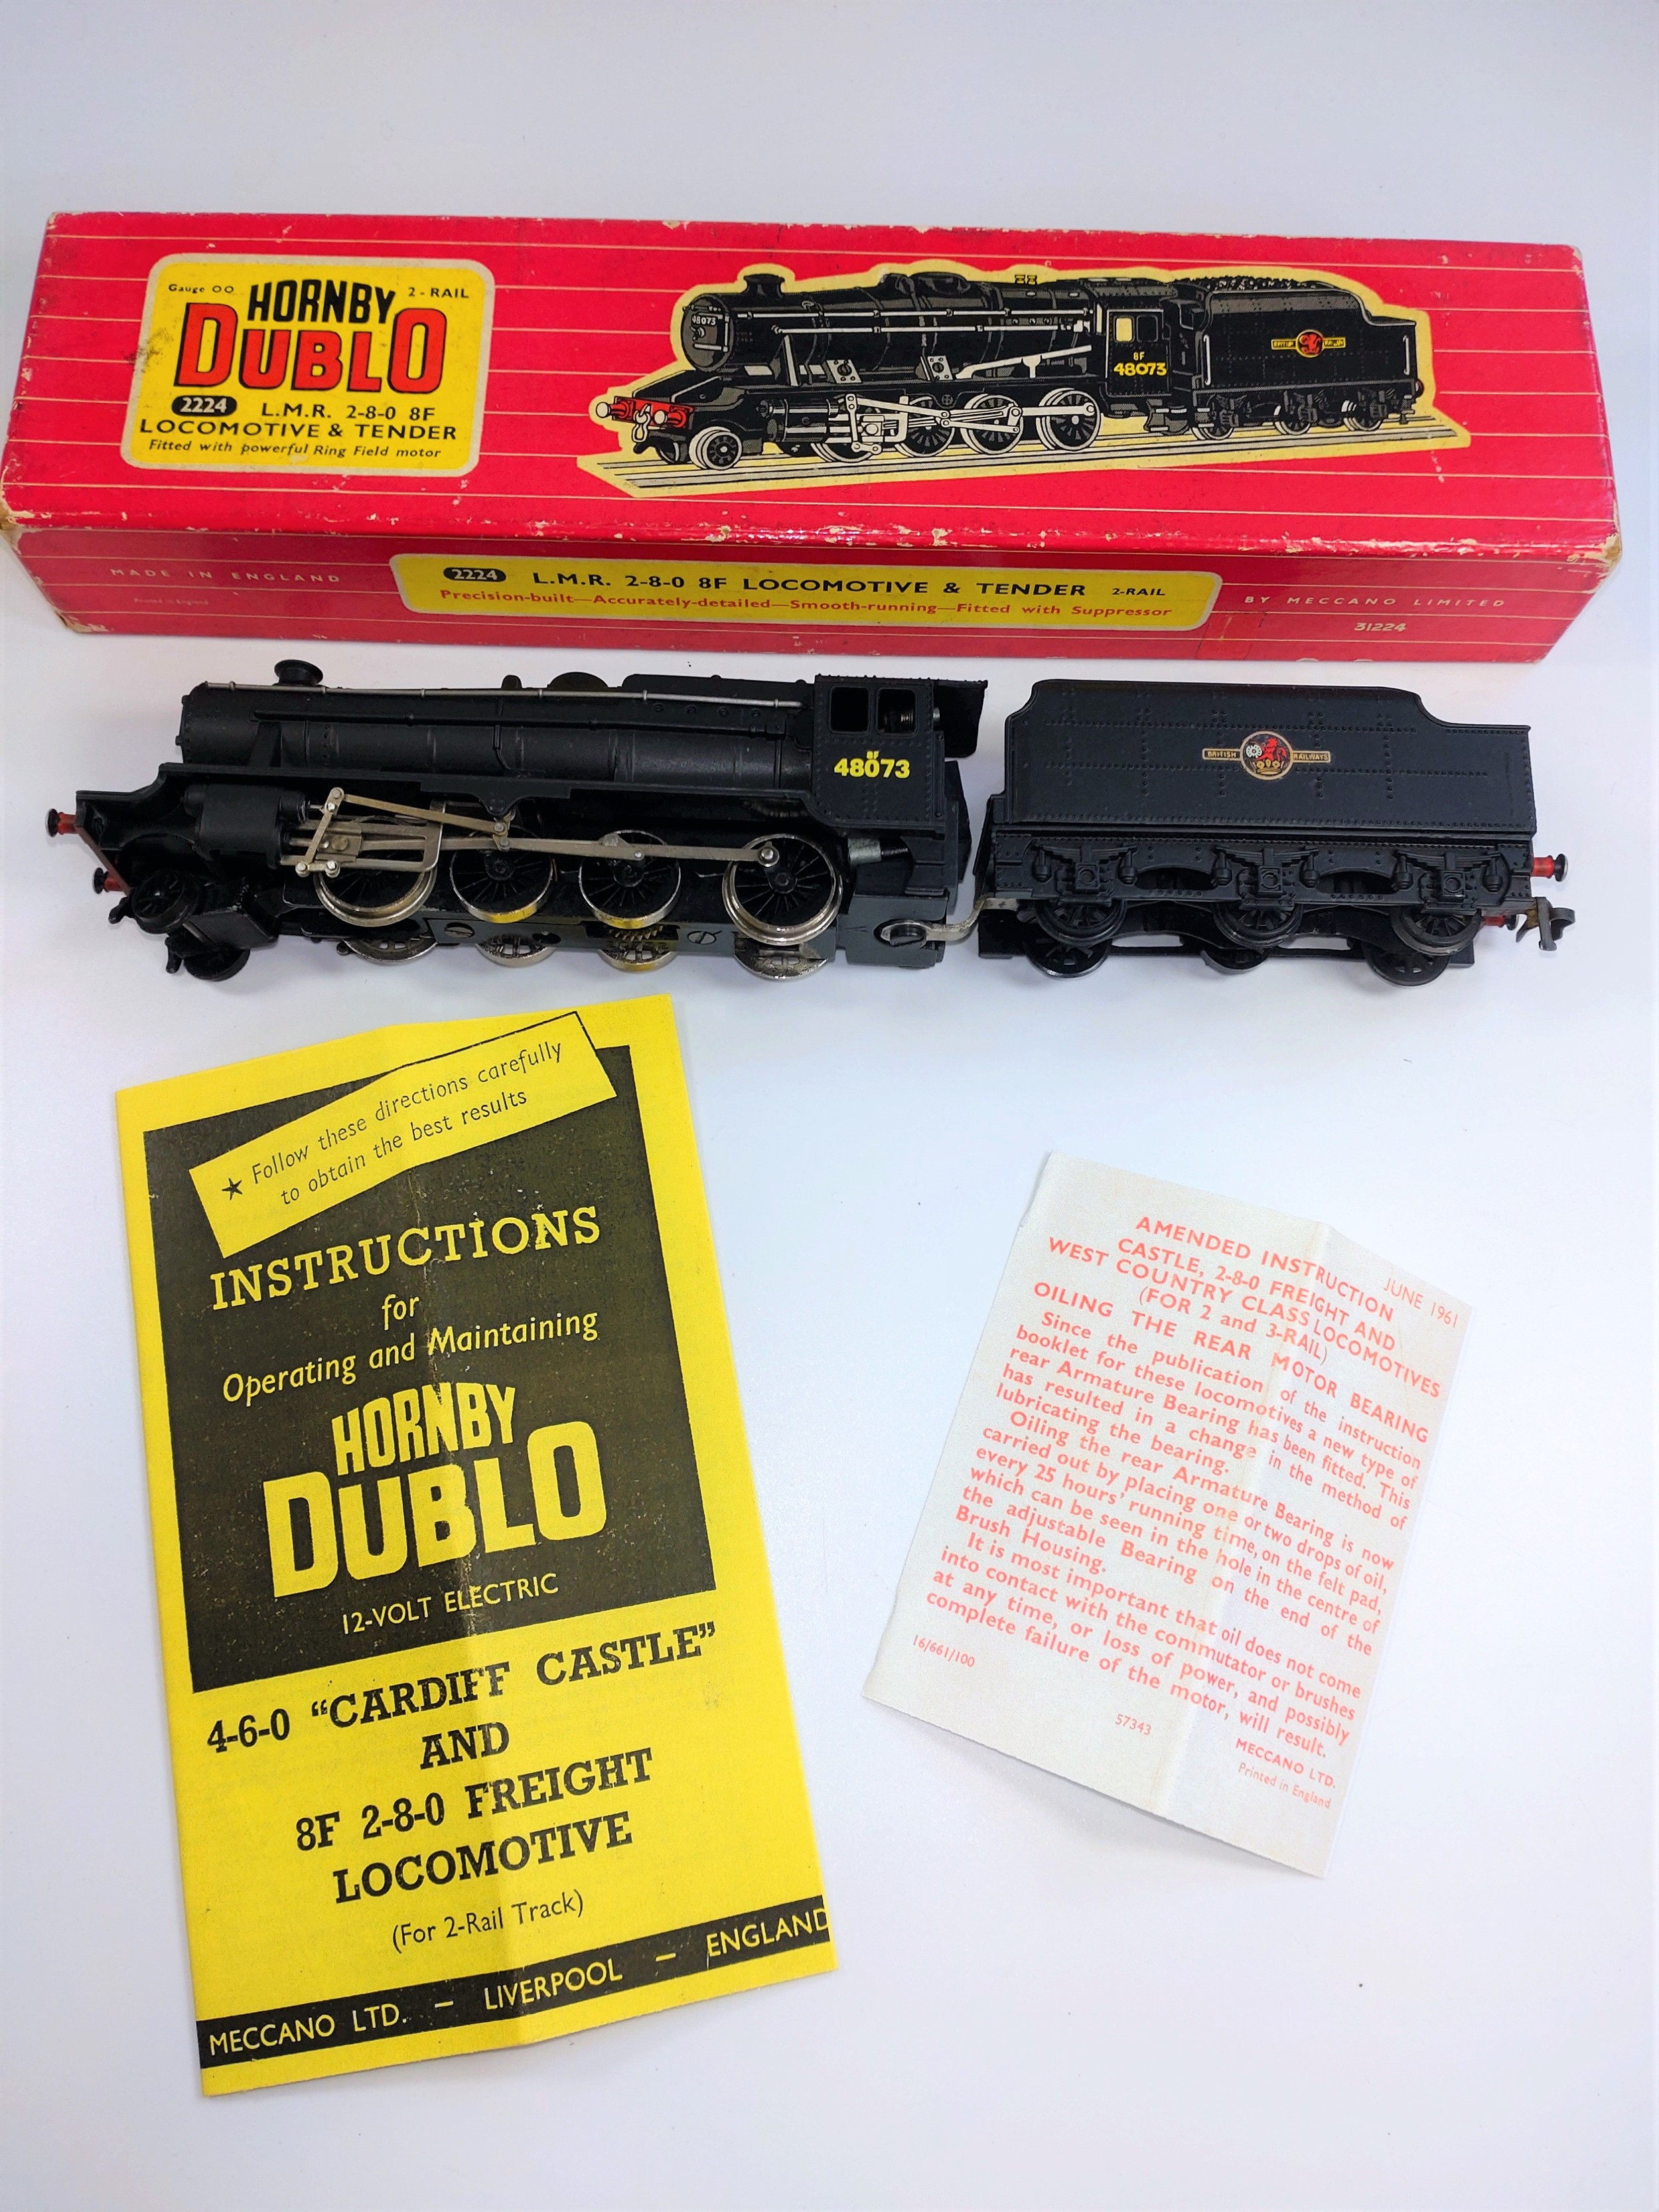 Gauge OO HORNBY 2-RAIL
DUBLO
2224 L.M.R. 2-8-0 8F
LOCOMOTIVE & TENDER
Fitted with powerful Ring Field motor
48073
8F
48073
BRITISH RAILWAYS
MADE IN ENGLAND
Printed in England
2224 L.M.R. 2-8-0 8F LOCOMOTIVE & TENDER 2-RAIL
Precision-built—Accurately-detailed—Smooth-running—Fitted with Suppressor
BY MECCANO LIMITED
31224
8F
48073
BRITISH RAILWAYS
★ Follow these directions carefully
to obtain the best results
INSTRUCTIONS
for
Operating and Maintaining
HORNBY
DUBLO
12-VOLT ELECTRIC
4-6-0 “CARDIFF CASTLE”
AND
8F 2-8-0 FREIGHT
LOCOMOTIVE
(For 2-Rail Track)
MECCANO LTD. — LIVERPOOL — ENGLAND
JUNE 1961
AMENDED INSTRUCTION
CASTLE, 2-8-0 FREIGHT AND
WEST COUNTRY CLASS LOCOMOTIVES
(FOR 2 and 3-RAIL)
OILING THE REAR MOTOR BEARING
Since the publication of the instruction
booklet for these locomotives a new type of
rear Armature Bearing has been fitted. This
has resulted in a change in the method of
lubricating the bearing.
Oiling the rear Armature Bearing is now
carried out by placing one or two drops of oil,
every 25 hours' running time, on the felt pad,
which can be seen in the hole in the centre of
the adjustable Bearing on the end of the
Brush Housing.
It is most important that oil does not come
into contact with the commutator or brushes
at any time, or loss of power, and possibly
complete failure of the motor, will result.
MECCANO LTD.
16/661/100
57343
Printed in England